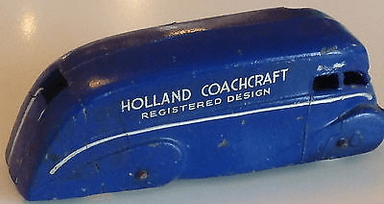 HOLLAND COACHCRAFT
REGISTERED DESIGN